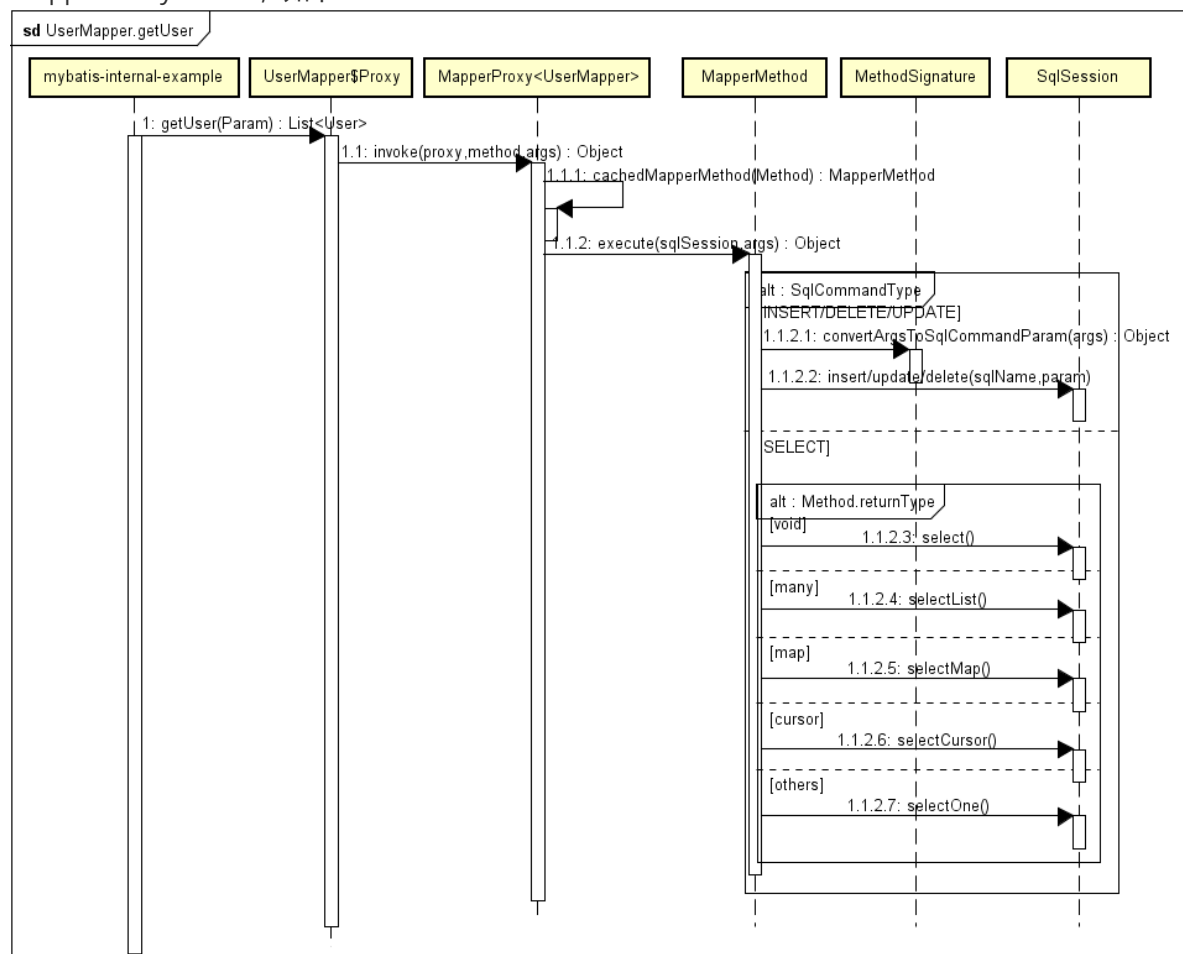 sd UserMapper.getUser
mybatis-internal-example
UserMapper$Proxy
MapperProxy<UserMapper>
MapperMethod
MethodSignature
SqlSession
1: getUser(Param) : List<User>
1.1: invoke(proxy,method,args) : Object
1.1.1: cachedMapperMethod(Method) : MapperMethod
1.1.2: execute(sqlSession,args) : Object
alt : SqlCommandType
INSERT/DELETE/UPDATE]
1.1.2.1: convertArgsToSqlCommandParam(args) : Object
1.1.2.2: insert/update/delete(sqlName,param)
SELECT]
alt : Method.returnType
[void]
1.1.2.3: select()
[many]
1.1.2.4: selectList()
[map]
1.1.2.5: selectMap()
[cursor]
1.1.2.6: selectCursor()
[others]
1.1.2.7: selectOne()